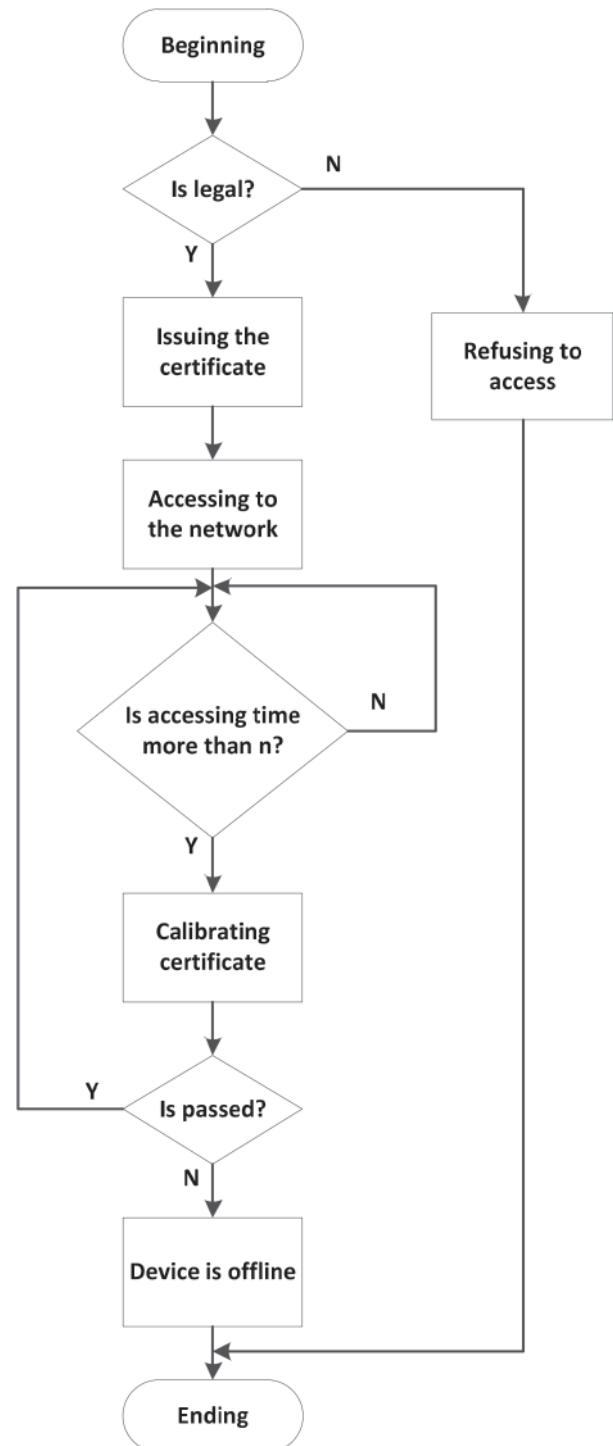 Beginning
Is legal?
N
Y
Issuing the
certificate
Refusing to
access
Accessing to
the network
Is accessing time
more than n?
N
Y
Calibrating
certificate
Is passed?
Y
N
Device is offline
Ending